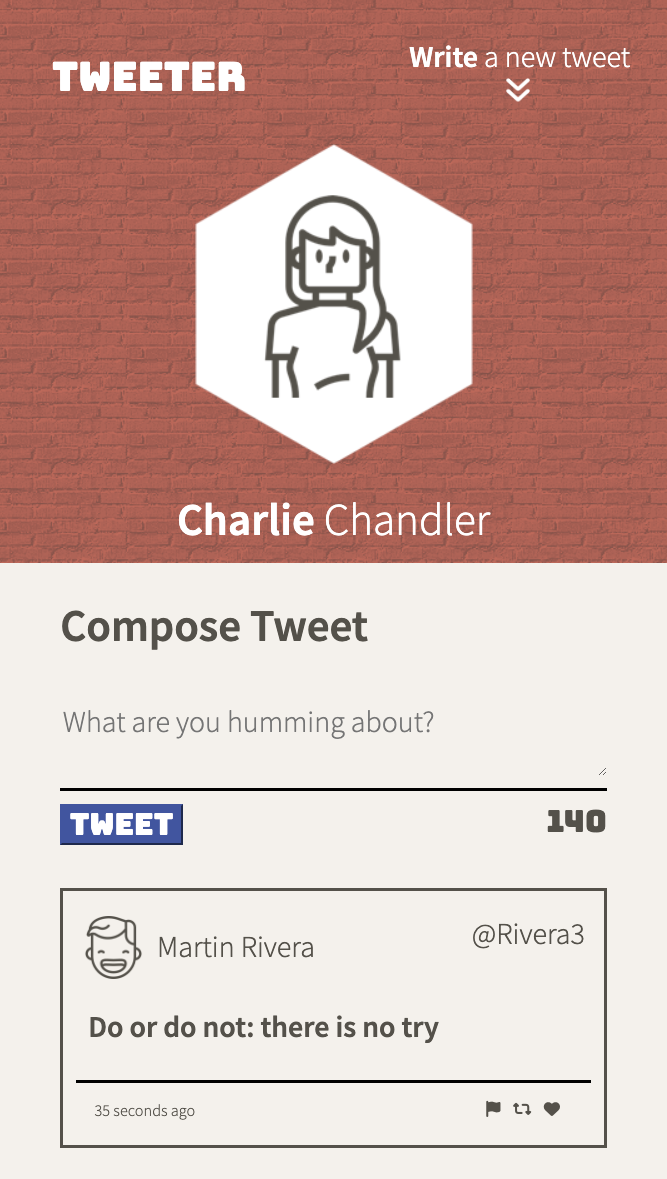 TWEETER
Write a new tweet
Charlie Chandler
Compose Tweet
What are you humming about?
TWEET
140
Martin Rivera
@Rivera3
Do or do not: there is no try
35 seconds ago